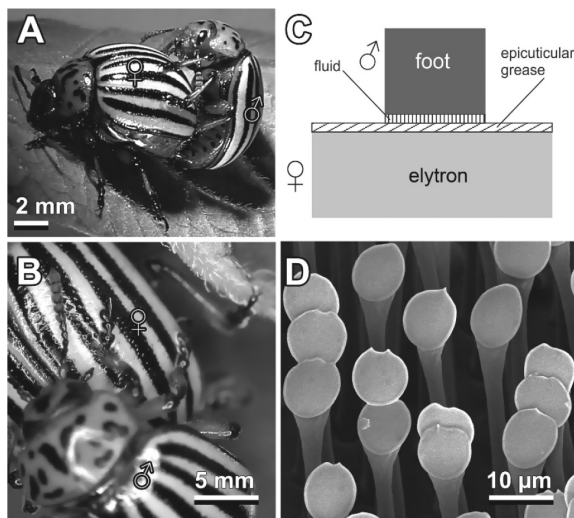 A
♀
♂
2 mm
B
♀
♂
5 mm
C
♂
foot
fluid
epicuticular
grease
♀
elytron
D
10 µm